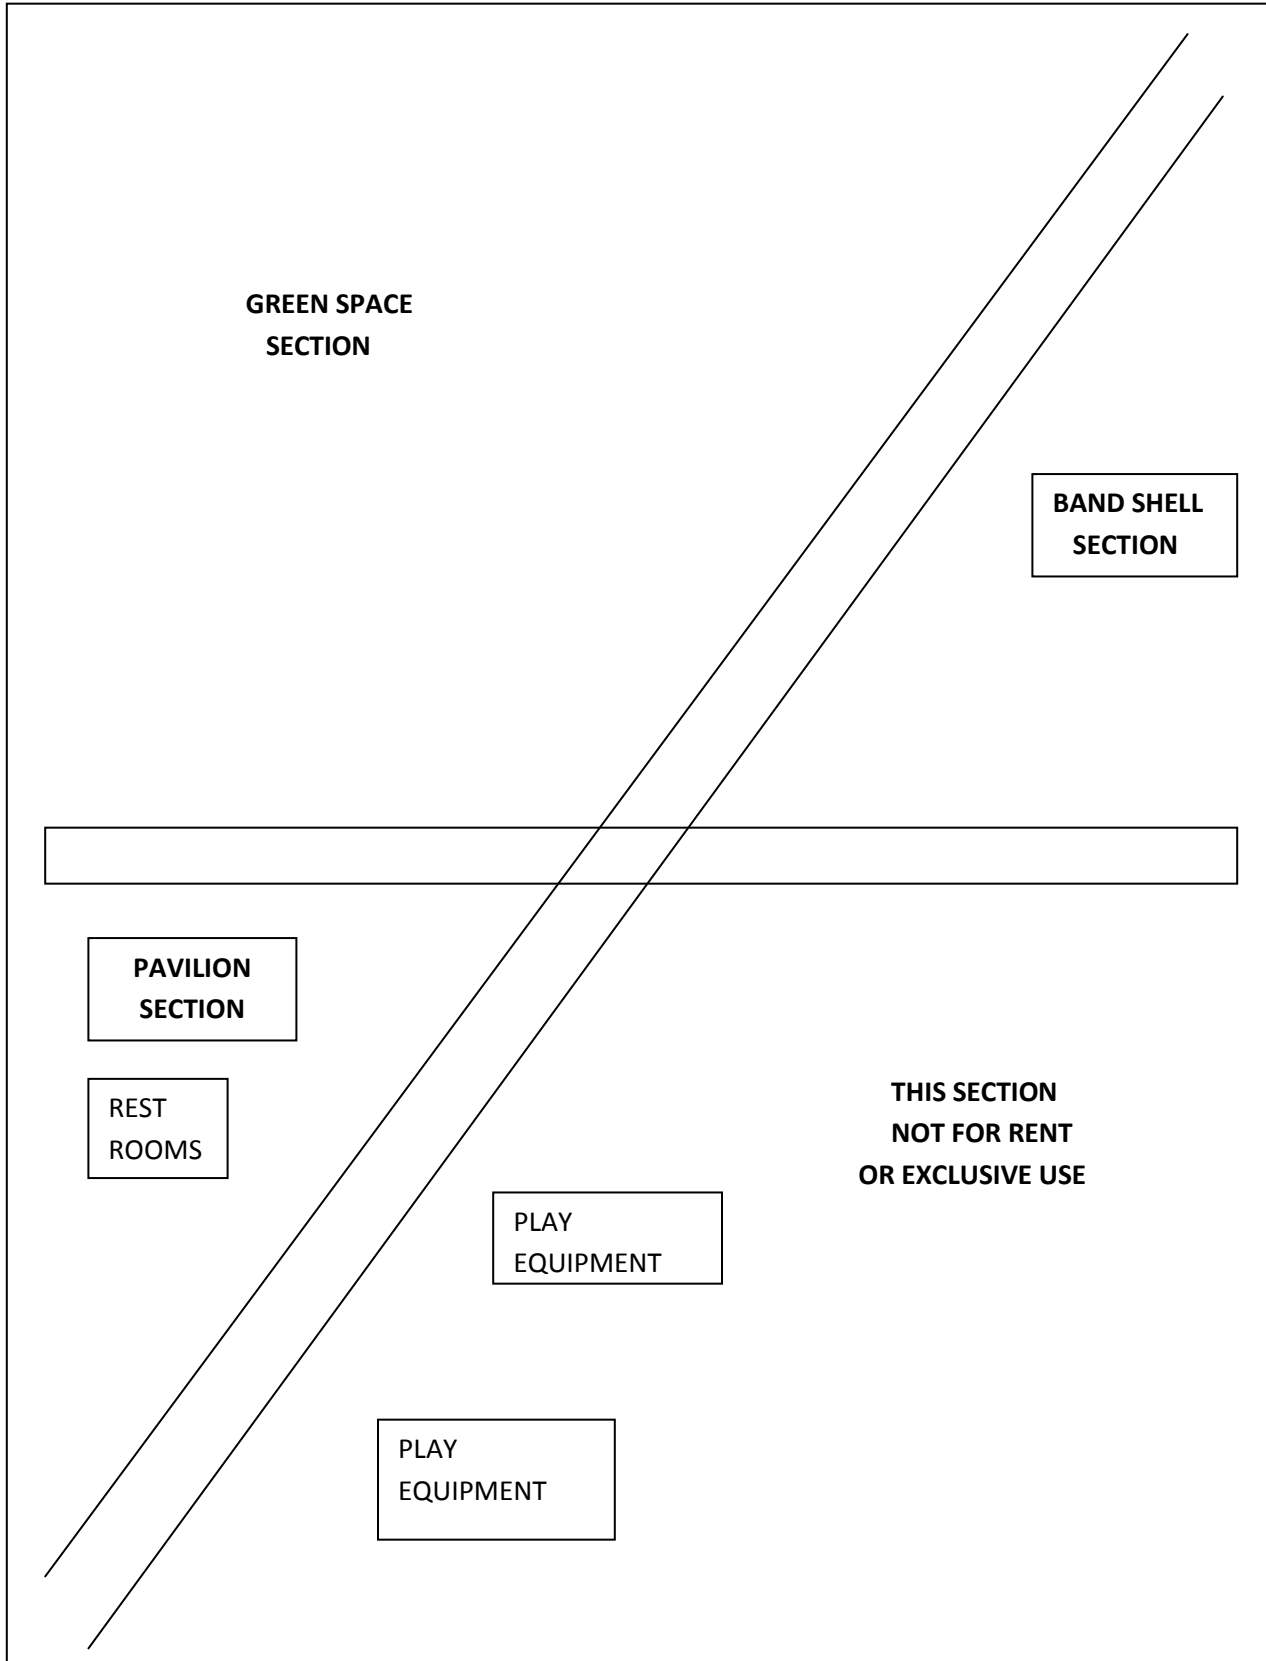 GREEN SPACE
SECTION
BAND SHELL
SECTION
PAVILION
SECTION
REST
ROOMS
THIS SECTION
NOT FOR RENT
OR EXCLUSIVE USE
PLAY
EQUIPMENT
PLAY
EQUIPMENT